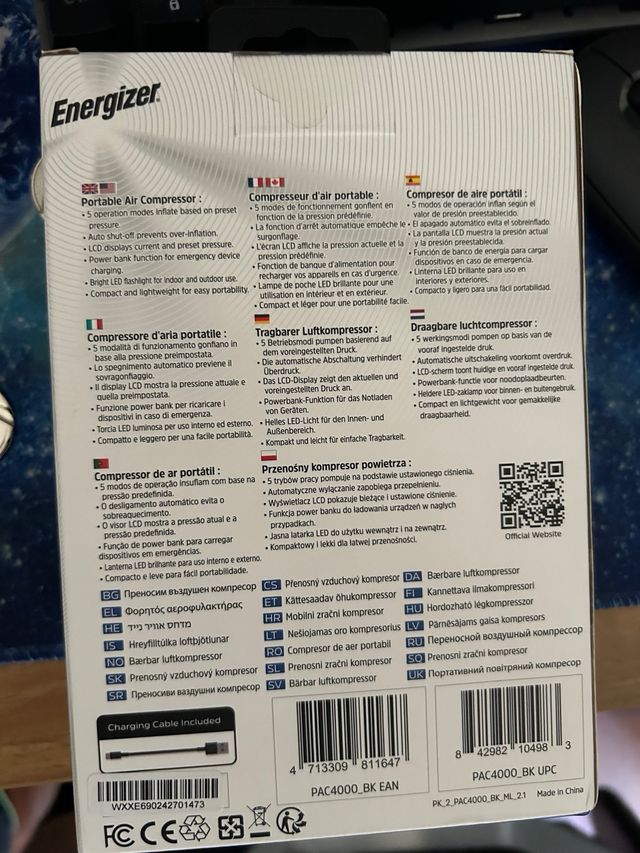 Energizer.
Portable Air Compressor :
• 5 operation modes inflate based on preset
pressure.
• Auto shut-off prevents over-inflation.
• LCD displays current and preset pressure.
• Power bank function for emergency device
charging.
• Bright LED flashlight for indoor and outdoor use.
• Compact and lightweight for easy portability.
Compresseur d'air portable :
• 5 modes de fonctionnement gonflent en
fonction de la pression prédéfinie.
• La fonction d'arrêt automatique empêche le
surgonflage.
• L'écran LCD affiche la pression actuelle et la
pression prédéfinie.
• Fonction de banque d'alimentation pour
recharger vos appareils en cas d'urgence.
• Lampe de poche LED brillante pour une
utilisation en intérieur et en extérieur.
• Compact et léger pour une portabilité facile.
Compresor de aire portátil :
• 5 modos de operación inflan según el
valor de presión preestablecido.
• El apagado automático evita el sobreinflado.
• La pantalla LCD muestra la presión actual
y la presión preestablecida.
• Función de banco de energía para cargar
dispositivos en caso de emergencia.
• Linterna LED brillante para uso en
interiores y exteriores.
• Compacto y ligero para una fácil portabilidad.
Compressore d'aria portatile :
• 5 modalità di funzionamento gonfiano in
base alla pressione preimpostata.
• Lo spegnimento automatico previene il
sovragonfiaggio.
• Il display LCD mostra la pressione attuale e
quella preimpostata.
• Funzione power bank per ricaricare i
dispositivi in caso di emergenza.
• Torcia LED luminosa per uso interno ed esterno.
• Compatto e leggero per una facile portabilità.
Tragbarer Luftkompressor :
• 5 Betriebsmodi pumpen basierend auf
dem voreingestellten Druck.
• Die automatische Abschaltung verhindert
Überdruck.
• Das LCD-Display zeigt den aktuellen und
voreingestellten Druck an.
• Powerbank-Funktion für das Notladen
von Geräten.
• Helles LED-Licht für den Innen- und
Außenbereich.
• Kompakt und leicht für einfache Tragbarkeit.
Draagbare luchtcompressor :
• 5 werkingsmodi pompen op basis van de
vooraf ingestelde druk.
• Automatische uitschakeling voorkomt overdruk.
• LCD-scherm toont huidige en vooraf ingestelde druk.
• Powerbank-functie voor noodoplaadbeurten.
• Heldere LED-zaklamp voor binnen- en buitengebruik.
• Compact en lichtgewicht voor gemakkelijke
draagbaarheid.
Compressor de ar portátil :
• 5 modos de operação insuflam com base na
pressão predefinida.
• O desligamento automático evita o
sobreaquecimento.
• O visor LCD mostra a pressão atual e a
pressão predefinida.
• Função de power bank para carregar
dispositivos em emergências.
• Lanterna LED brilhante para uso interno e externo.
• Compacto e leve para fácil portabilidade.
Przenośny kompresor powietrza :
• 5 trybów pracy pompuje na podstawie ustawionego ciśnienia.
• Automatyczne wyłączanie zapobiega przepełnieniu.
• Wyświetlacz LCD pokazuje bieżące i ustawione ciśnienie.
• Funkcja power banku do ładowania urządzeń w nagłych
przypadkach.
• Jasna latarka LED do użytku wewnątrz i na zewnątrz.
• Kompaktowy i lekki dla łatwej przenośności.
Official Website
BG Преносим въздушен компресор
EL Φορητός αεροφυλακτήρας
HE מדחס אוויר נייד
IS Hreyfilltúlka loftþjötlunar
NO Bærbar luftkompressor
SK Prenosný vzduchový kompresor
SR Преносиви ваздушни компресор
CS Přenosný vzduchový kompresor
ET Kättesaadav õhukompressor
HR Mobilni zračni kompresor
LT Nešiojamas oro kompresorius
RO Compresor de aer portabil
SL Prenosni zračni kompresor
SV Bärbar luftkompressor
DA Bærbare luftkompressor
FI Kannettava ilmakompressori
HU Hordozható légkompresszor
LV Pārnēsājams gaisa kompresors
RU Переносной воздушный компрессор
SQ Prenosni zračni kompresor
UK Портативний повітряний компресор
Charging Cable Included
WXXE690242701473
4 713309 811647
PAC4000_BK EAN
8 42982 10498 3
PAC4000_BK UPC
PK_2_PAC4000_BK_ML_2.1 Made in China
FC CE